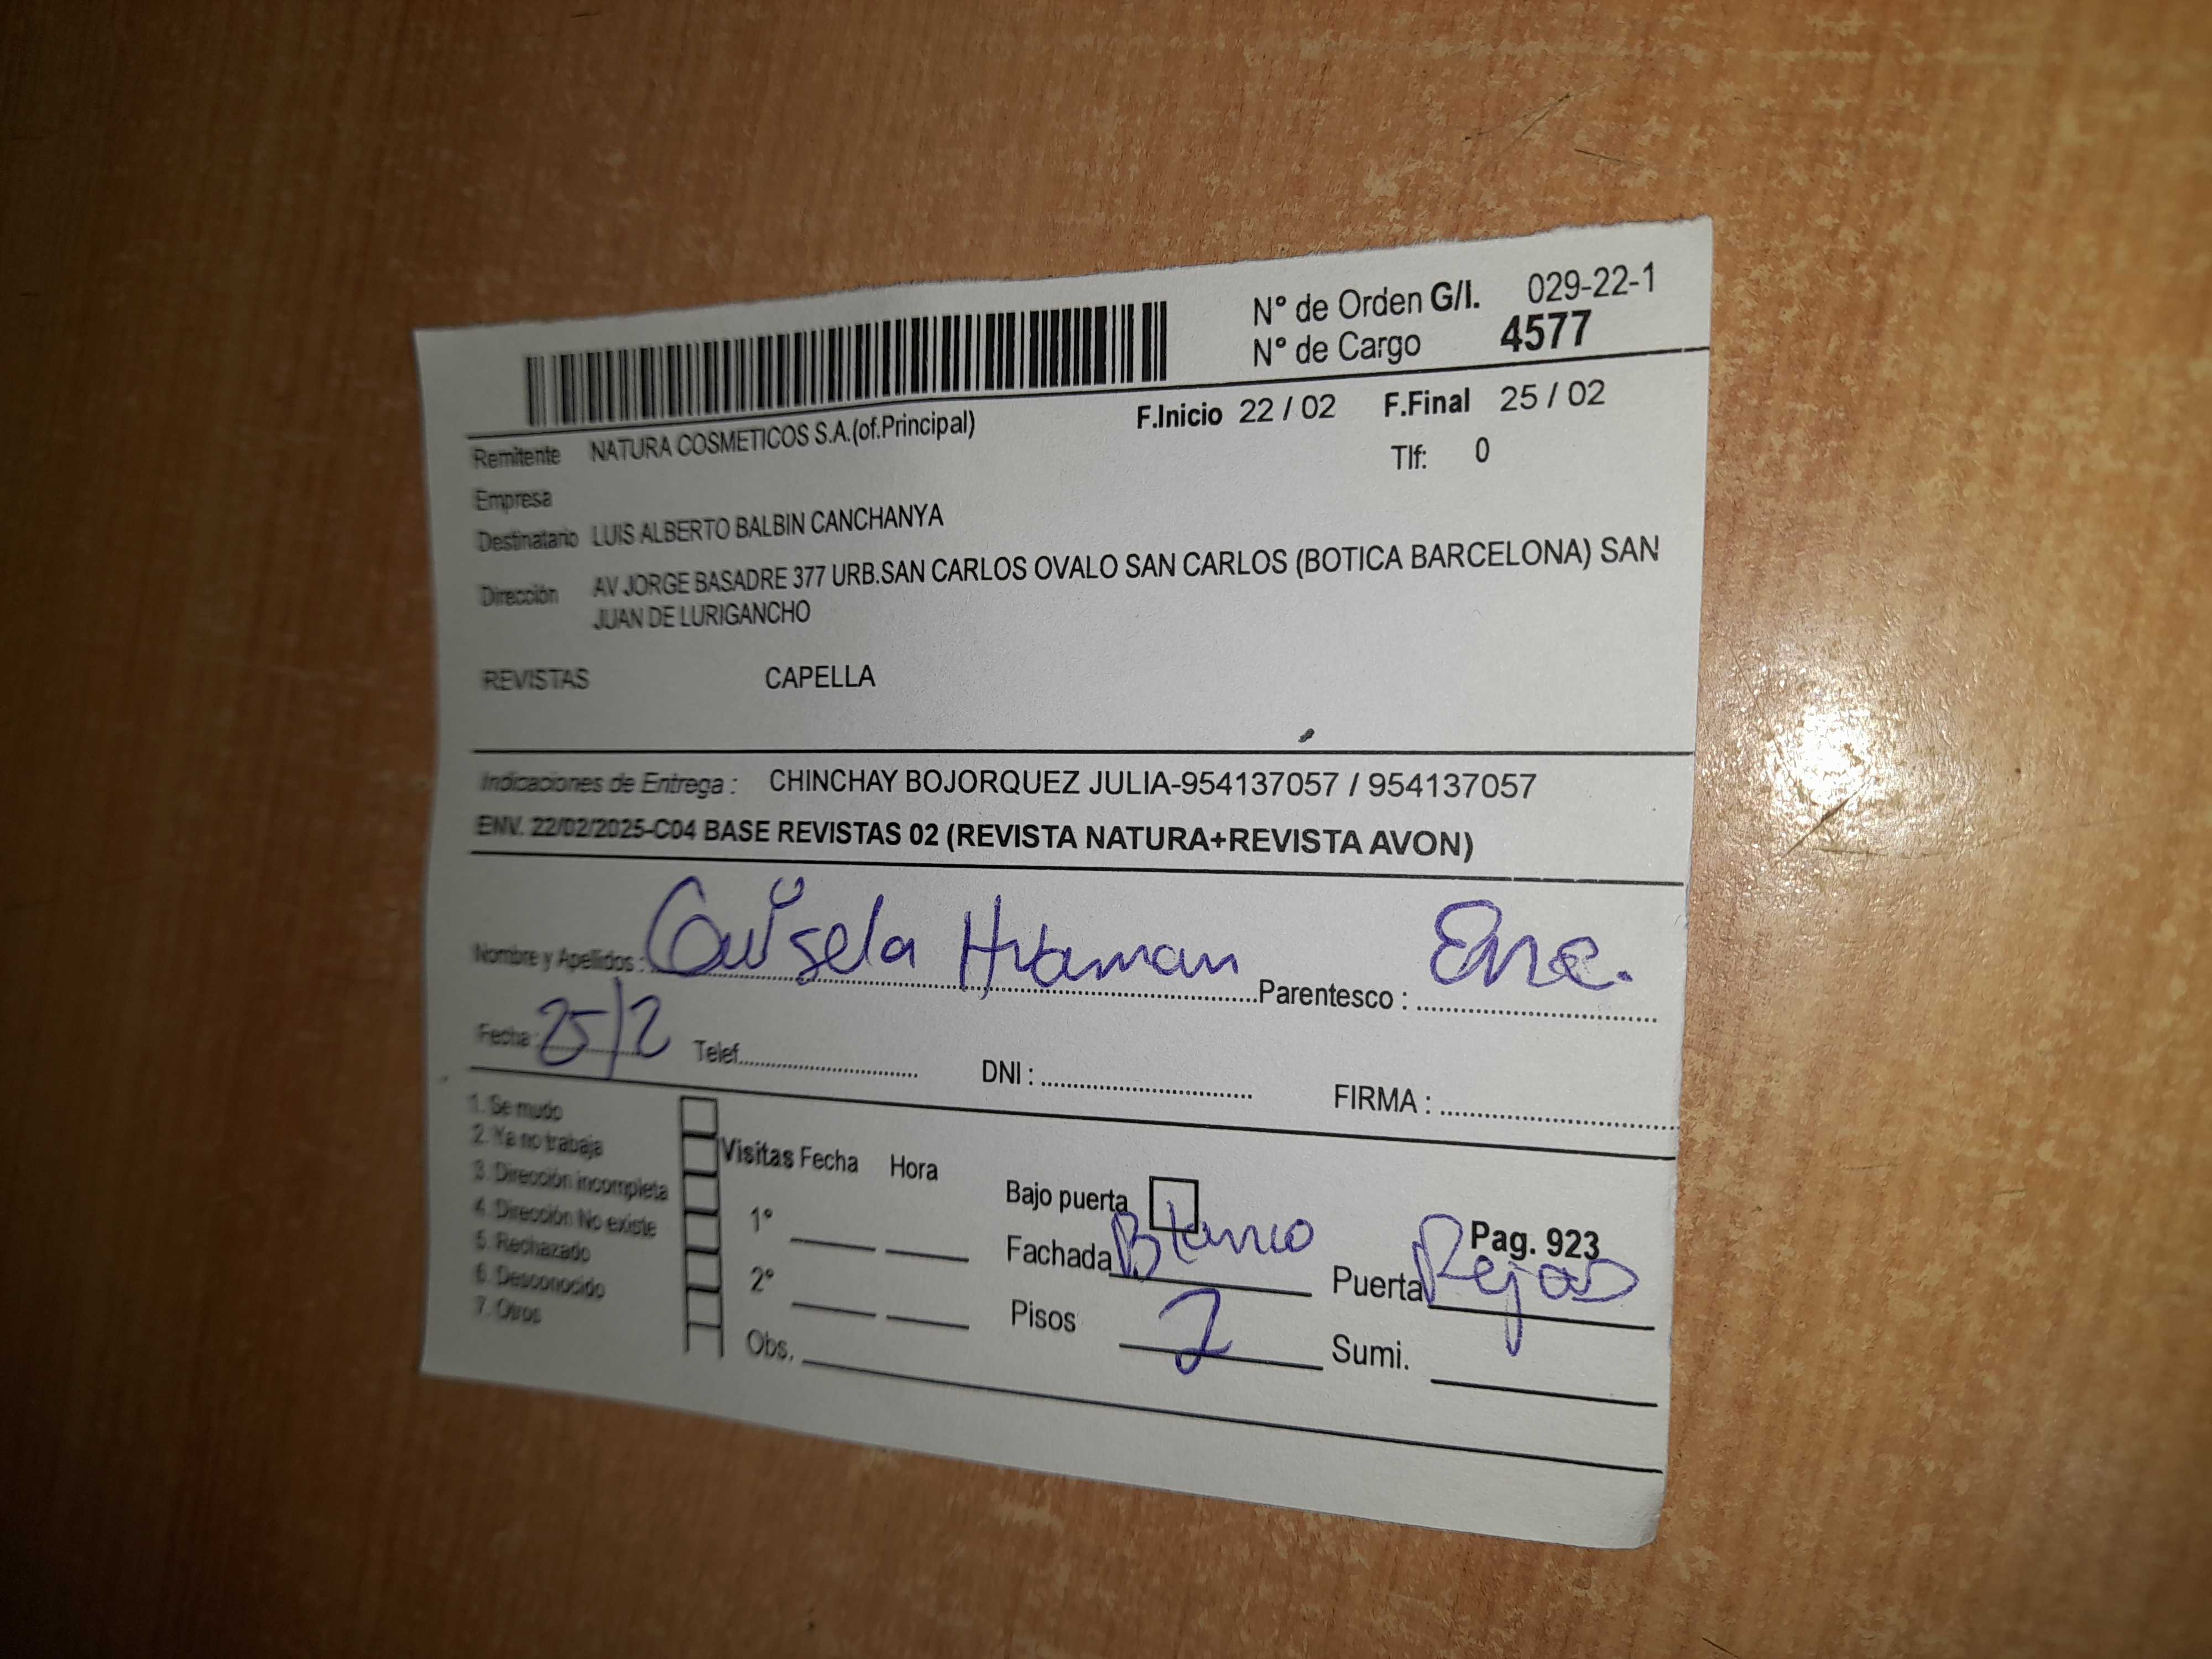 N° de Orden G/I. 029-22-1
N° de Cargo 4577
F.Inicio 22 / 02 F.Final 25 / 02
Remitente NATURA COSMETICOS S.A.(of.Principal) Tlf: 0
Empresa
Destinatario LUIS ALBERTO BALBIN CANCHANYA
Dirección AV JORGE BASADRE 377 URB.SAN CARLOS OVALO SAN CARLOS (BOTICA BARCELONA) SAN
JUAN DE LURIGANCHO
REVISTAS CAPELLA
Indicaciones de Entrega : CHINCHAY BOJORQUEZ JULIA-954137057 / 954137057
ENV. 22/02/2025-C04 BASE REVISTAS 02 (REVISTA NATURA+REVISTA AVON)
Nombre y Apellidos : Guisela Huaman Parentesco : Enc.
Fecha : 25/2 Telef. DNI : FIRMA :
1. Se mudo
2. Ya no trabaja
3. Dirección incompleta
4. Dirección No existe
5. Rechazado
6. Desconocido
7. Otros
Visitas Fecha Hora
1°
2°
Obs.
Bajo puerta
Pag. 923
Fachada Blanco Puerta Rejas
Pisos 2 Sumi.